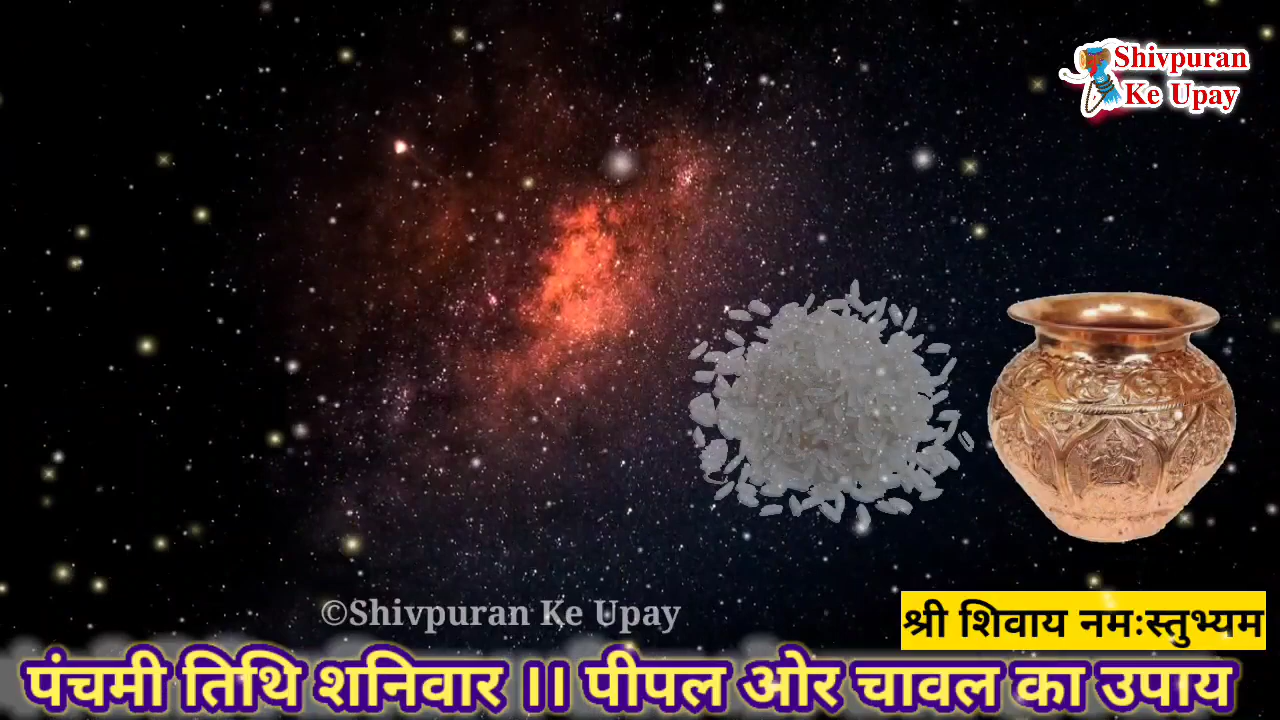 Shivpuran
Ke Upay
©Shivpuran Ke Upay
श्री शिवाय नमःस्तुभ्यम
पंचमी तिथि शनिवार ।। पीपल ओर चावल का उपाय